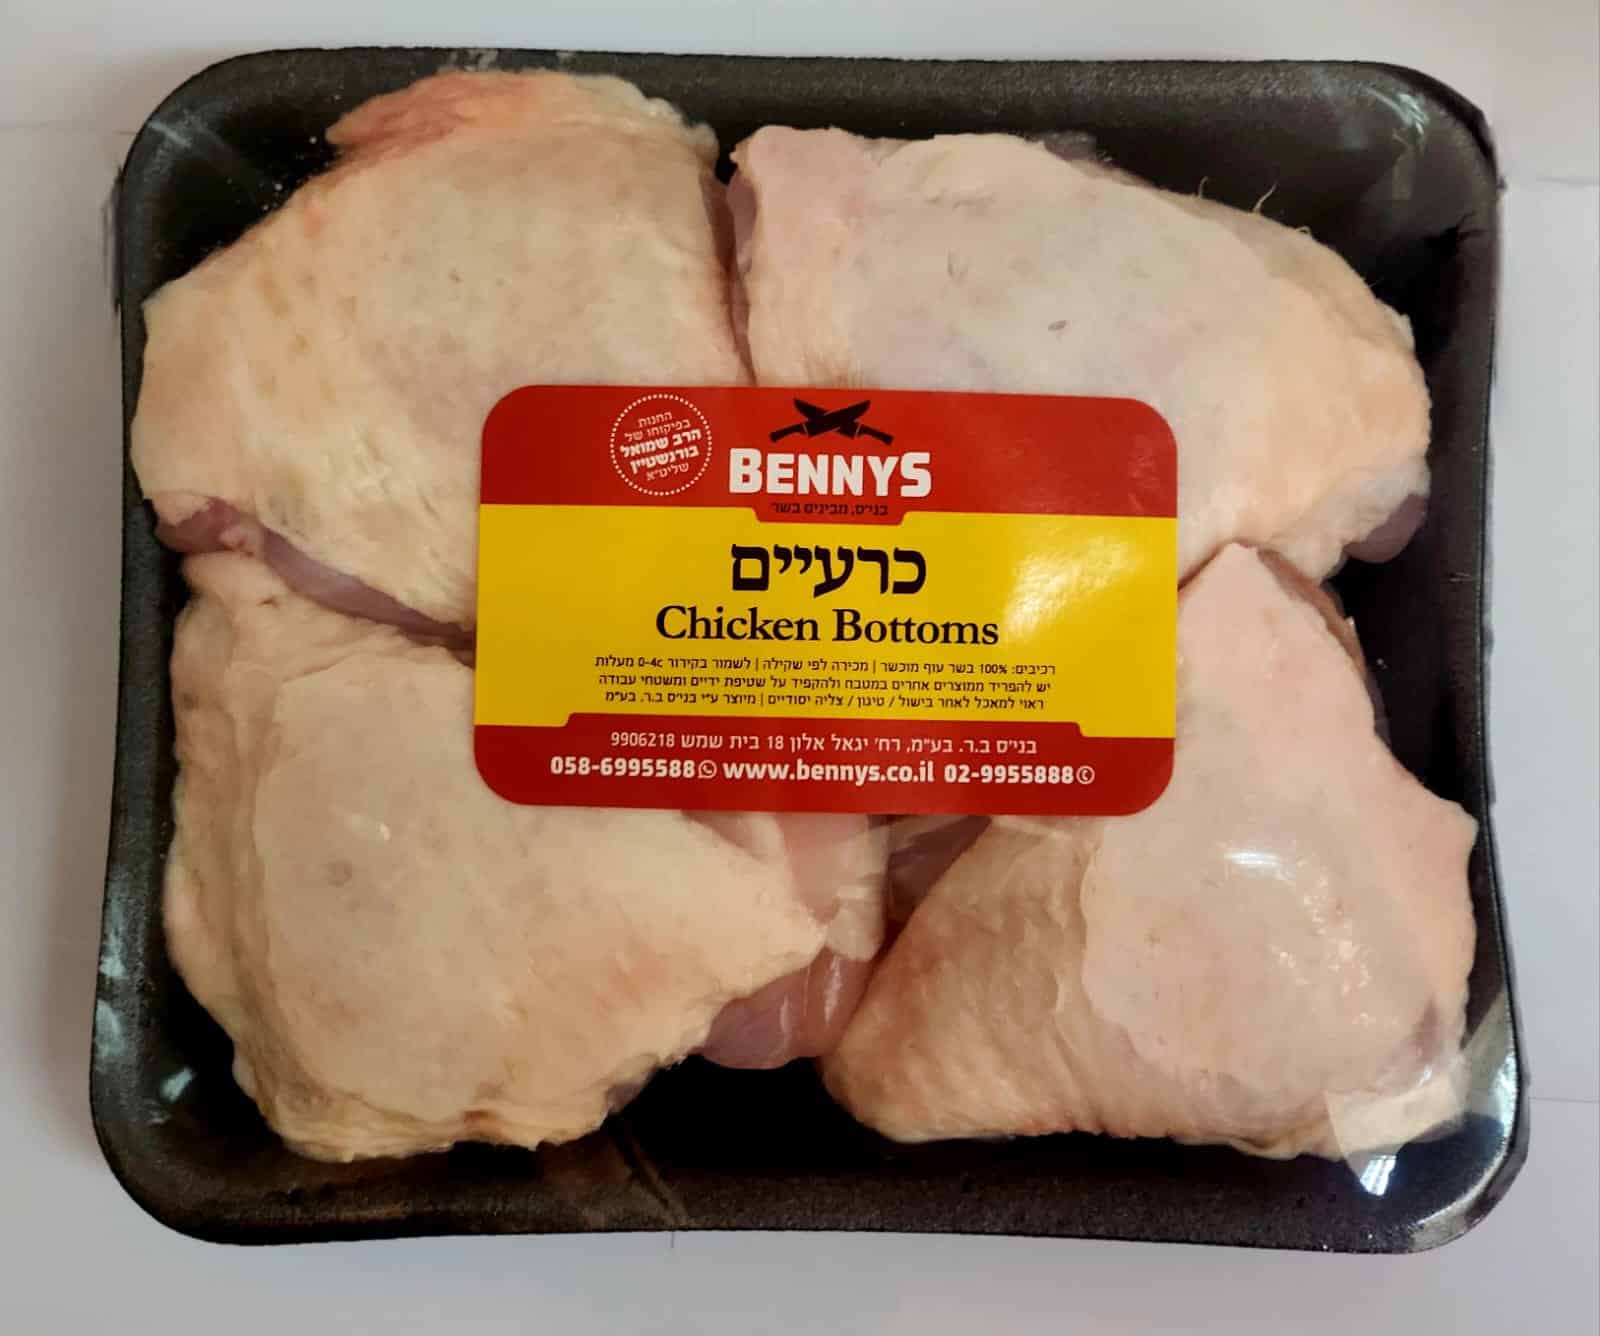 החנות
בפיקוחו של
הרב שמואל
בורנשטיין
שליט"א
BENNYS
בניס, מבינים בשר
כרעיים
Chicken Bottoms
רכיבים: 100% בשר עוף מוכשר | מכירה לפי שקילה | לשמור בקירור 0-4c מעלות
יש להפריד ממוצרים אחרים במטבח ולהקפיד על שטיפת ידיים ומשטחי עבודה
ראוי למאכל לאחר בישול / טיגון / צליה יסודיים | מיוצר ע"י בני'ס ב.ר. בע"מ
בני'ס ב.ר. בע"מ, רח' יגאל אלון 18 בית שמש 9906218
058-6995588 www.bennys.co.il 02-9955888